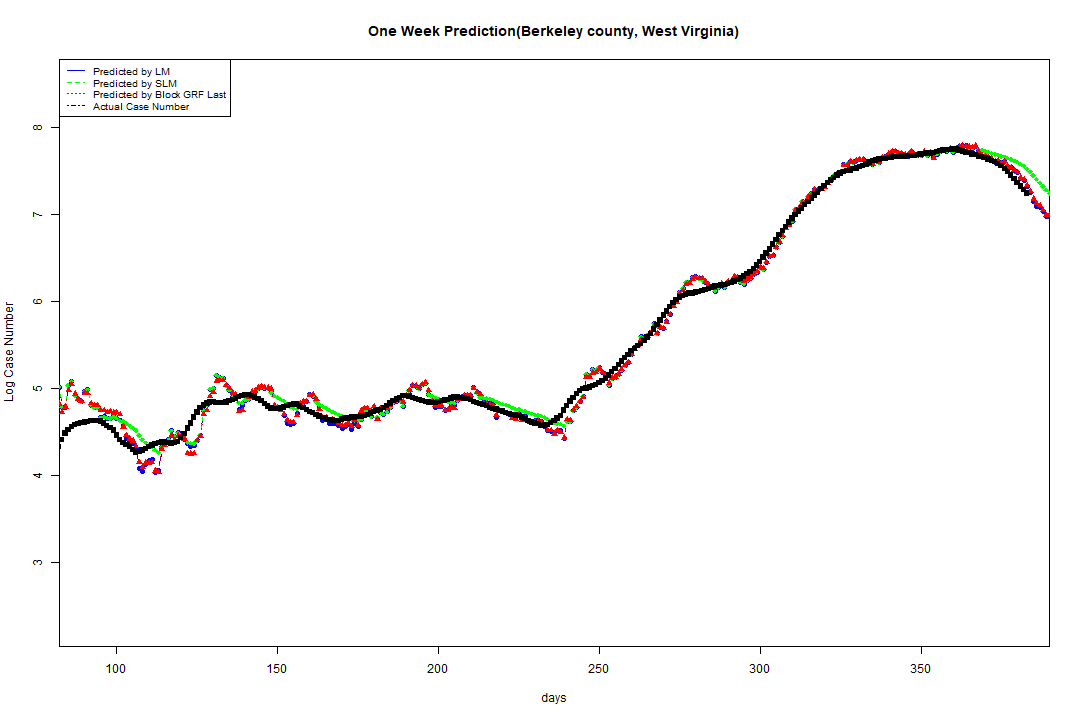 One Week Prediction(Berkeley county, West Virginia)
Predicted by LM
Predicted by SLM
Predicted by Block GRF Last
Actual Case Number
8
7
6
5
4
3
Log Case Number
100 150 200 250 300 350
days